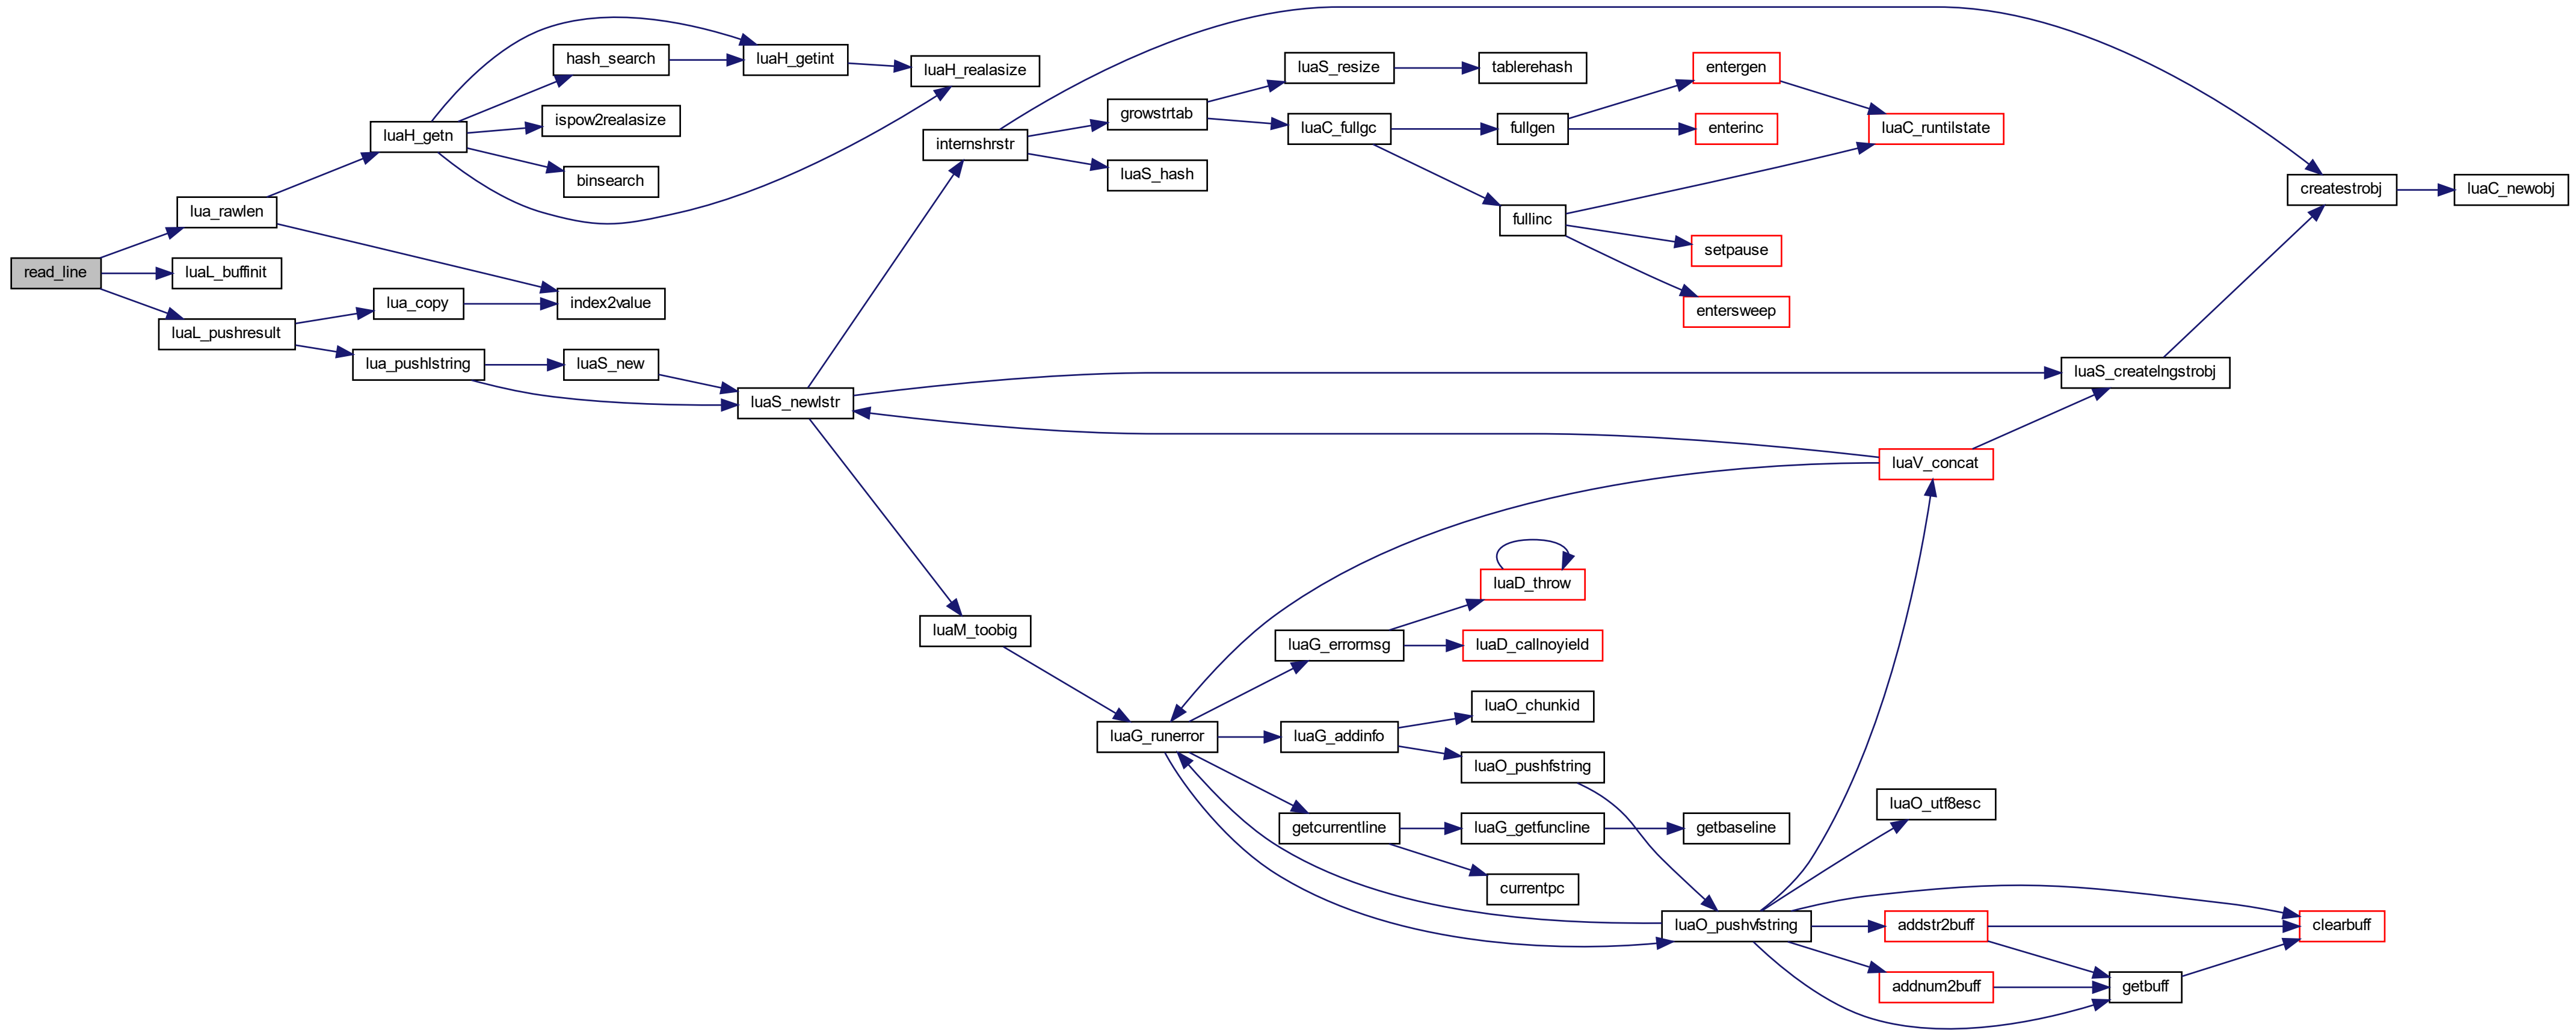 read_line
lua_rawlen
luaL_buffinit
luaL_pushresult
luaH_getn
lua_copy
lua_pushlstring
hash_search
ispow2realasize
binsearch
index2value
luaS_new
luaH_getint
luaS_newlstr
luaH_realasize
internshrstr
luaM_toobig
growstrtab
luaS_hash
luaG_runerror
luaS_resize
luaC_fullgc
luaG_errormsg
luaG_addinfo
getcurrentline
tablerehash
fullgen
fullinc
luaD_throw
luaD_callnoyield
luaO_chunkid
luaO_pushfstring
luaG_getfuncline
currentpc
entergen
enterinc
setpause
entersweep
getbaseline
luaO_pushvfstring
luaC_runtilstate
luaV_concat
luaO_utf8esc
addstr2buff
addnum2buff
luaS_createlngstrobj
getbuff
createstrobj
clearbuff
luaC_newobj